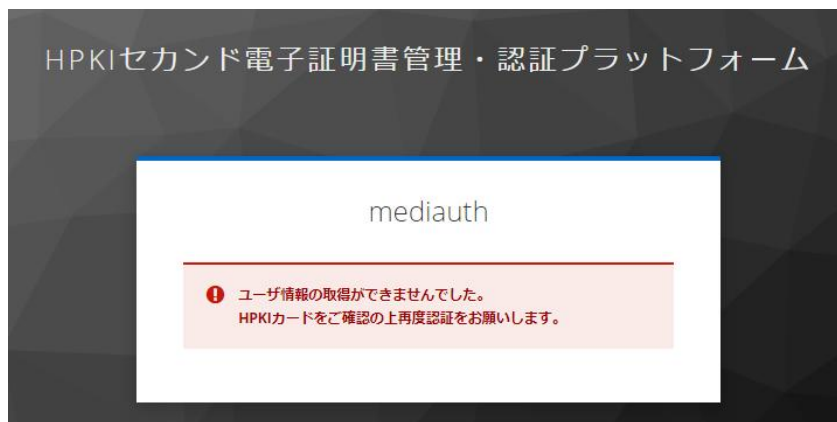 HPKIセカンド電子証明書管理・認証プラットフォーム
mediauth
ユーザ情報の取得ができませんでした。
HPKIカードをご確認の上再度認証をお願いします。